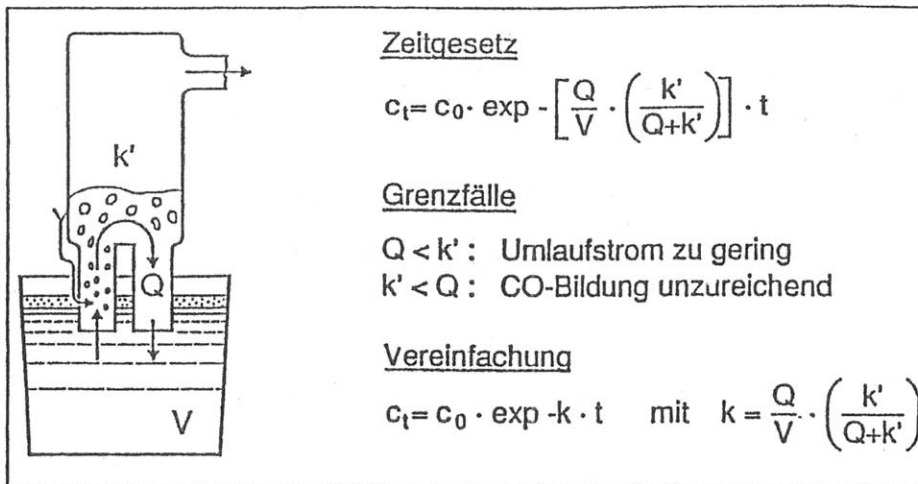 Zeitgesetz
c_t = c_0 · exp -[Q/V · (k'/(Q+k'))] · t
Grenzfälle
Q < k' : Umlaufstrom zu gering
k' < Q : CO-Bildung unzureichend
Vereinfachung
c_t = c_0 · exp -k · t mit k = Q/V · (k'/(Q+k'))
k'
Q
V